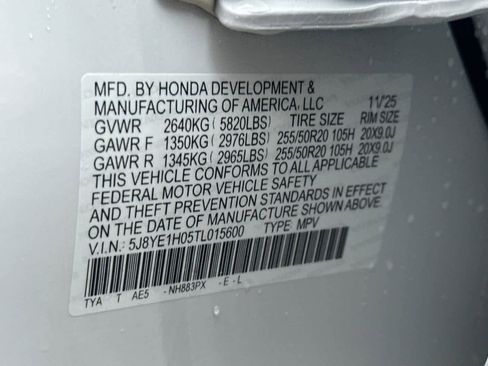 MFD. BY HONDA DEVELOPMENT &
MANUFACTURING OF AMERICA, LLC 11/25
GVWR 2640KG (5820LBS) TIRE SIZE RIM SIZE
GAWR F 1350KG (2976LBS) 255/50R20 105H 20X9.0J
GAWR R 1345KG (2965LBS) 255/50R20 105H 20X9.0J
THIS VEHICLE CONFORMS TO ALL APPLICABLE
FEDERAL MOTOR VEHICLE SAFETY
AND THEFT PREVENTION STANDARDS IN EFFECT
ON THE DATE OF MANUFACTURE SHOWN ABOVE.
V.I.N.: 5J8YE1H05TL015600 TYPE MPV
TYA T AE5 -NH883PX -E-L